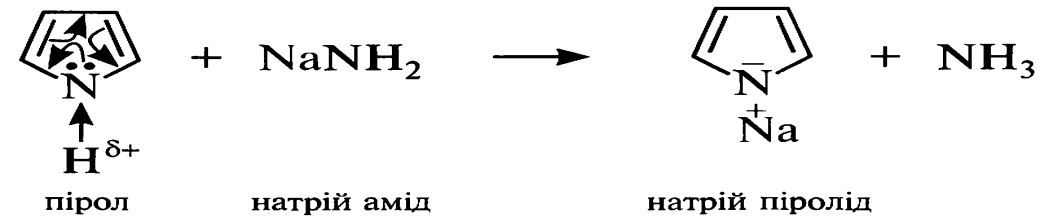 N + NaNH₂ → N̄ + NH₃
H^δ+ Na⁺
пірол натрій амід натрій піролід